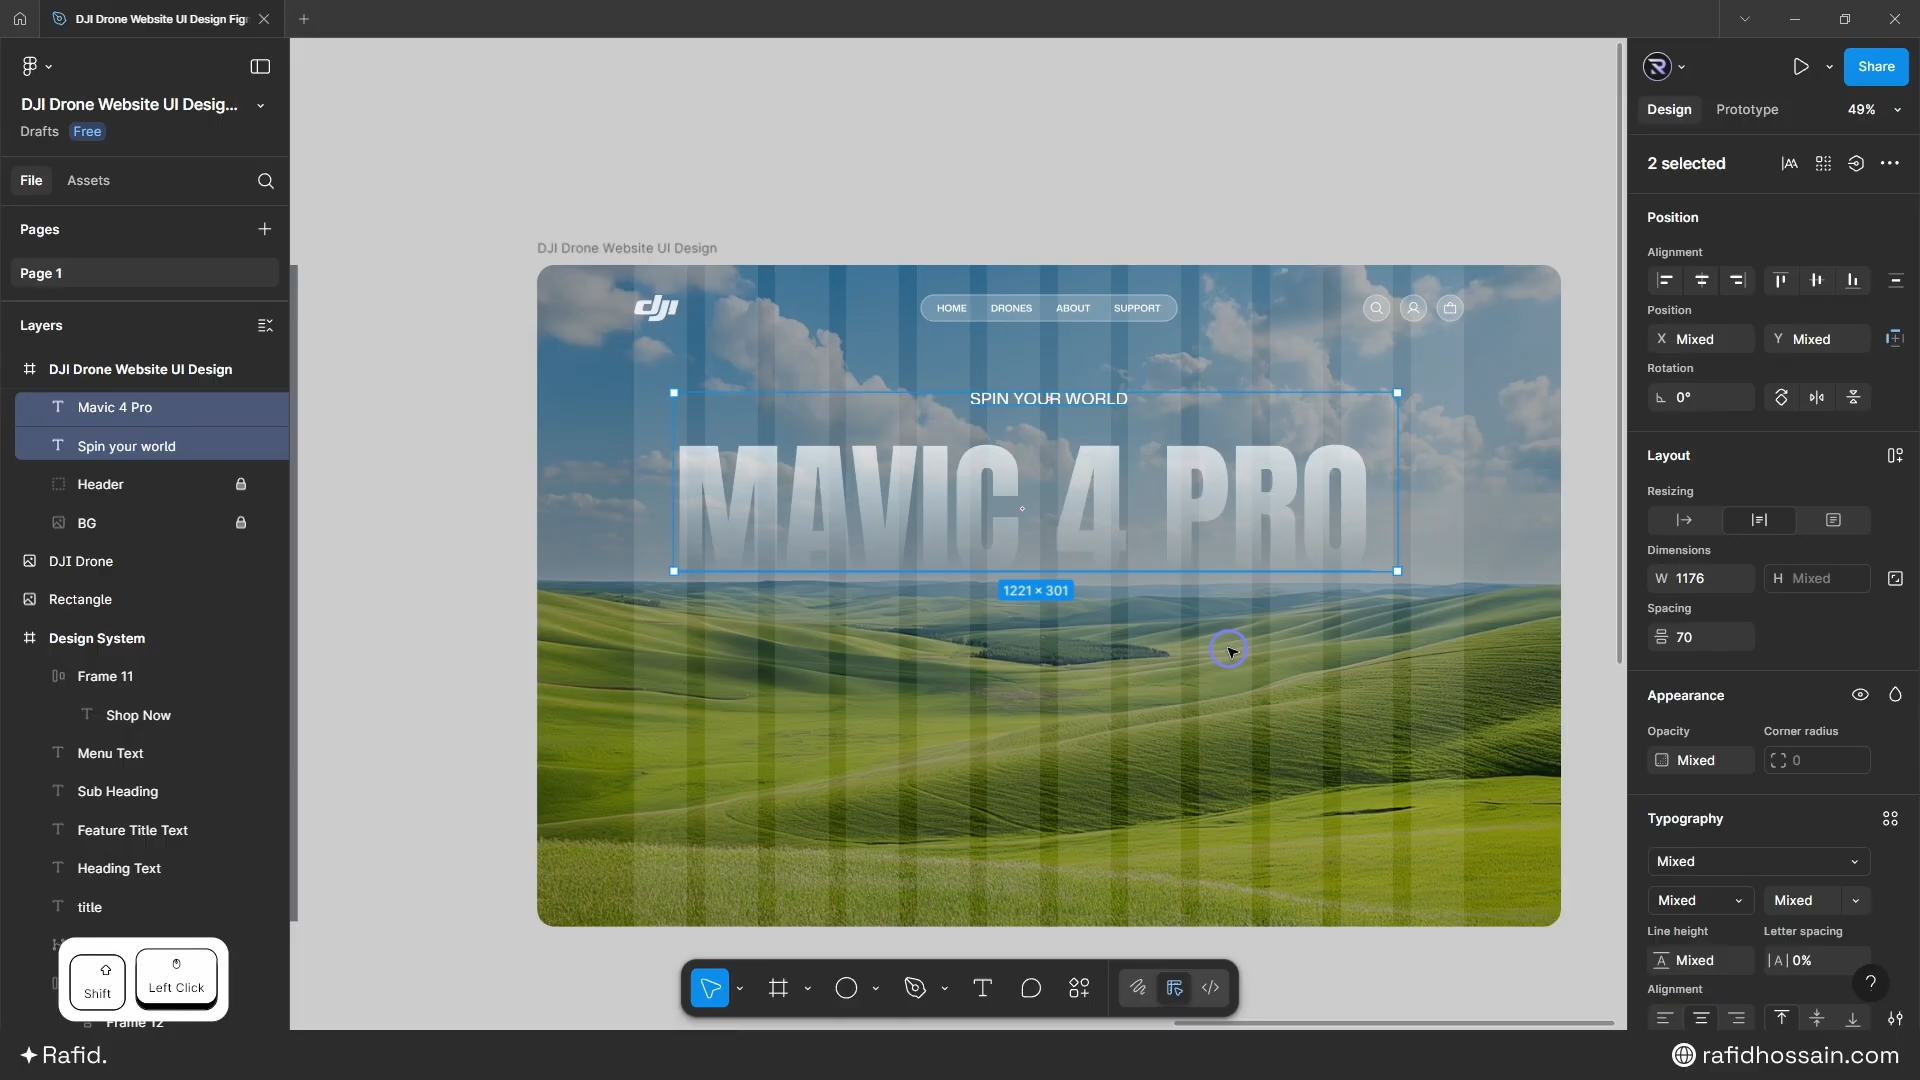 DJI Drone Website UI Design Figr
DJI Drone Website UI Desig...
Drafts Free
File Assets
Pages
Page 1
Layers
DJI Drone Website UI Design
Mavic 4 Pro
Spin your world
Header
BG
DJI Drone
Rectangle
Design System
Frame 11
Shop Now
Menu Text
Sub Heading
Feature Title Text
Heading Text
title
Frame 12
Shift
Left Click
Rafid.
DJI Drone Website UI Design
dji
HOME DRONES ABOUT SUPPORT
SPIN YOUR WORLD
MAVIC 4 PRO
1221 × 301
Share
Design Prototype 49%
2 selected
Position
Alignment
Position
X Mixed Y Mixed
Rotation
0°
Layout
Resizing
Dimensions
W 1176 H Mixed
Spacing
70
Appearance
Opacity Corner radius
Mixed 0
Typography
Mixed
Mixed Mixed
Line height Letter spacing
Mixed 0%
Alignment
?
rafidhossain.com